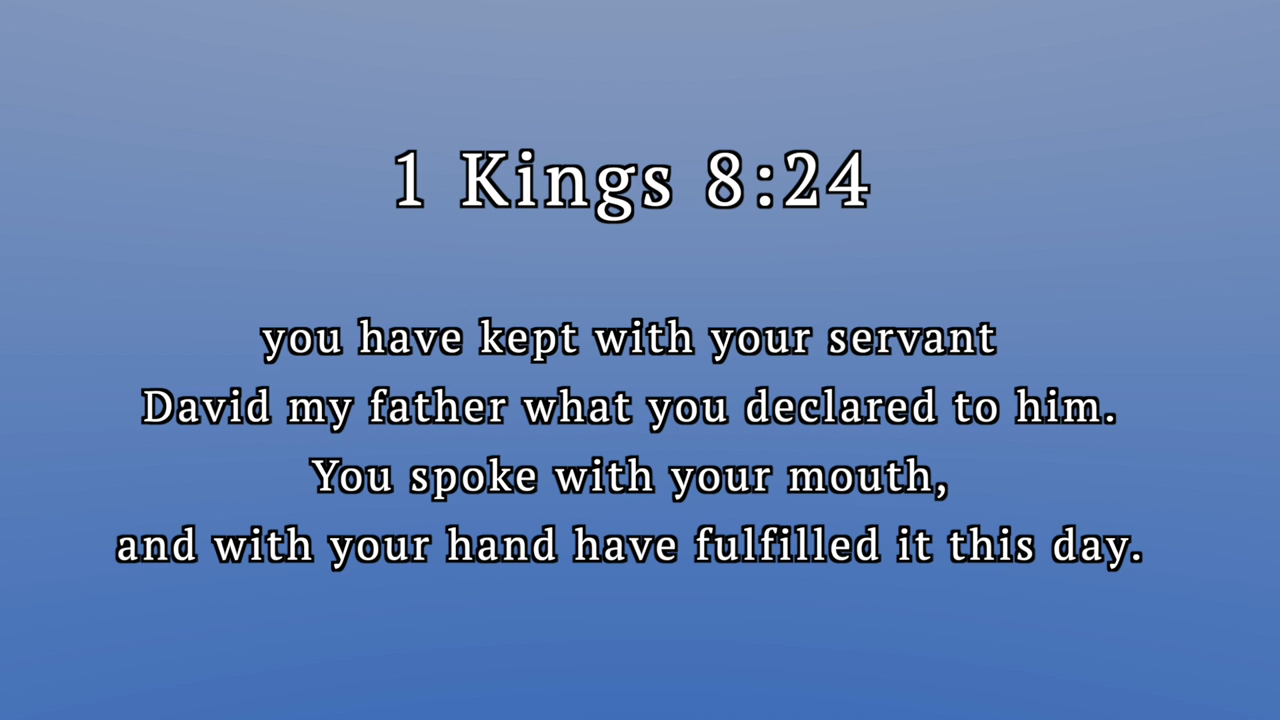 1 Kings 8:24
you have kept with your servant
David my father what you declared to him.
You spoke with your mouth,
and with your hand have fulfilled it this day.